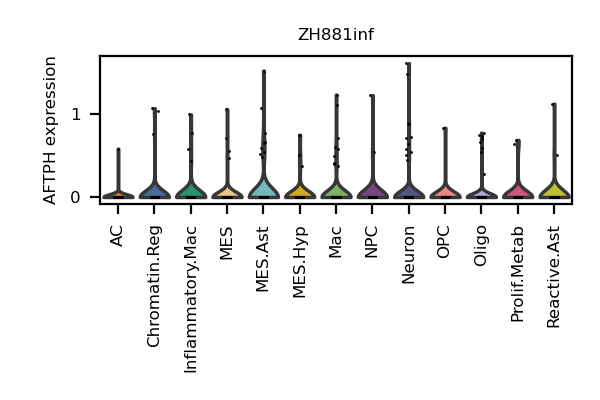 ZH881inf
AFTPH expression
1
0
AC
Chromatin.Reg
Inflammatory.Mac
MES
MES.Ast
MES.Hyp
Mac
NPC
Neuron
OPC
Oligo
Prolif.Metab
Reactive.Ast